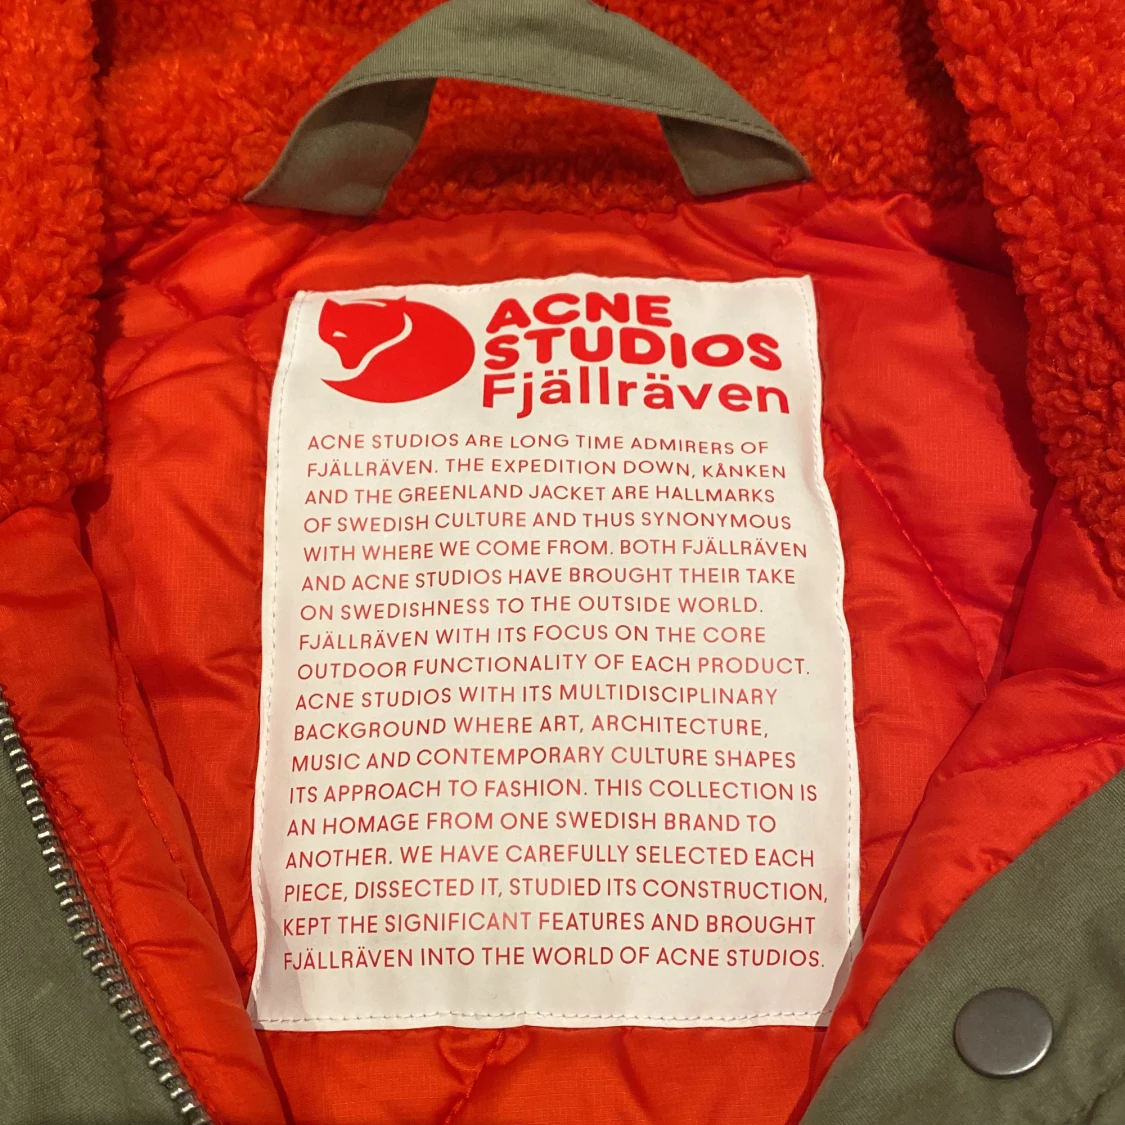 ACNE
STUDIOS
Fjällräven
ACNE STUDIOS ARE LONG TIME ADMIRERS OF
FJÄLLRÄVEN. THE EXPEDITION DOWN, KÅNKEN
AND THE GREENLAND JACKET ARE HALLMARKS
OF SWEDISH CULTURE AND THUS SYNONYMOUS
WITH WHERE WE COME FROM. BOTH FJÄLLRÄVEN
AND ACNE STUDIOS HAVE BROUGHT THEIR TAKE
ON SWEDISHNESS TO THE OUTSIDE WORLD.
FJÄLLRÄVEN WITH ITS FOCUS ON THE CORE
OUTDOOR FUNCTIONALITY OF EACH PRODUCT.
ACNE STUDIOS WITH ITS MULTIDISCIPLINARY
BACKGROUND WHERE ART, ARCHITECTURE,
MUSIC AND CONTEMPORARY CULTURE SHAPES
ITS APPROACH TO FASHION. THIS COLLECTION IS
AN HOMAGE FROM ONE SWEDISH BRAND TO
ANOTHER. WE HAVE CAREFULLY SELECTED EACH
PIECE, DISSECTED IT, STUDIED ITS CONSTRUCTION,
KEPT THE SIGNIFICANT FEATURES AND BROUGHT
FJÄLLRÄVEN INTO THE WORLD OF ACNE STUDIOS.